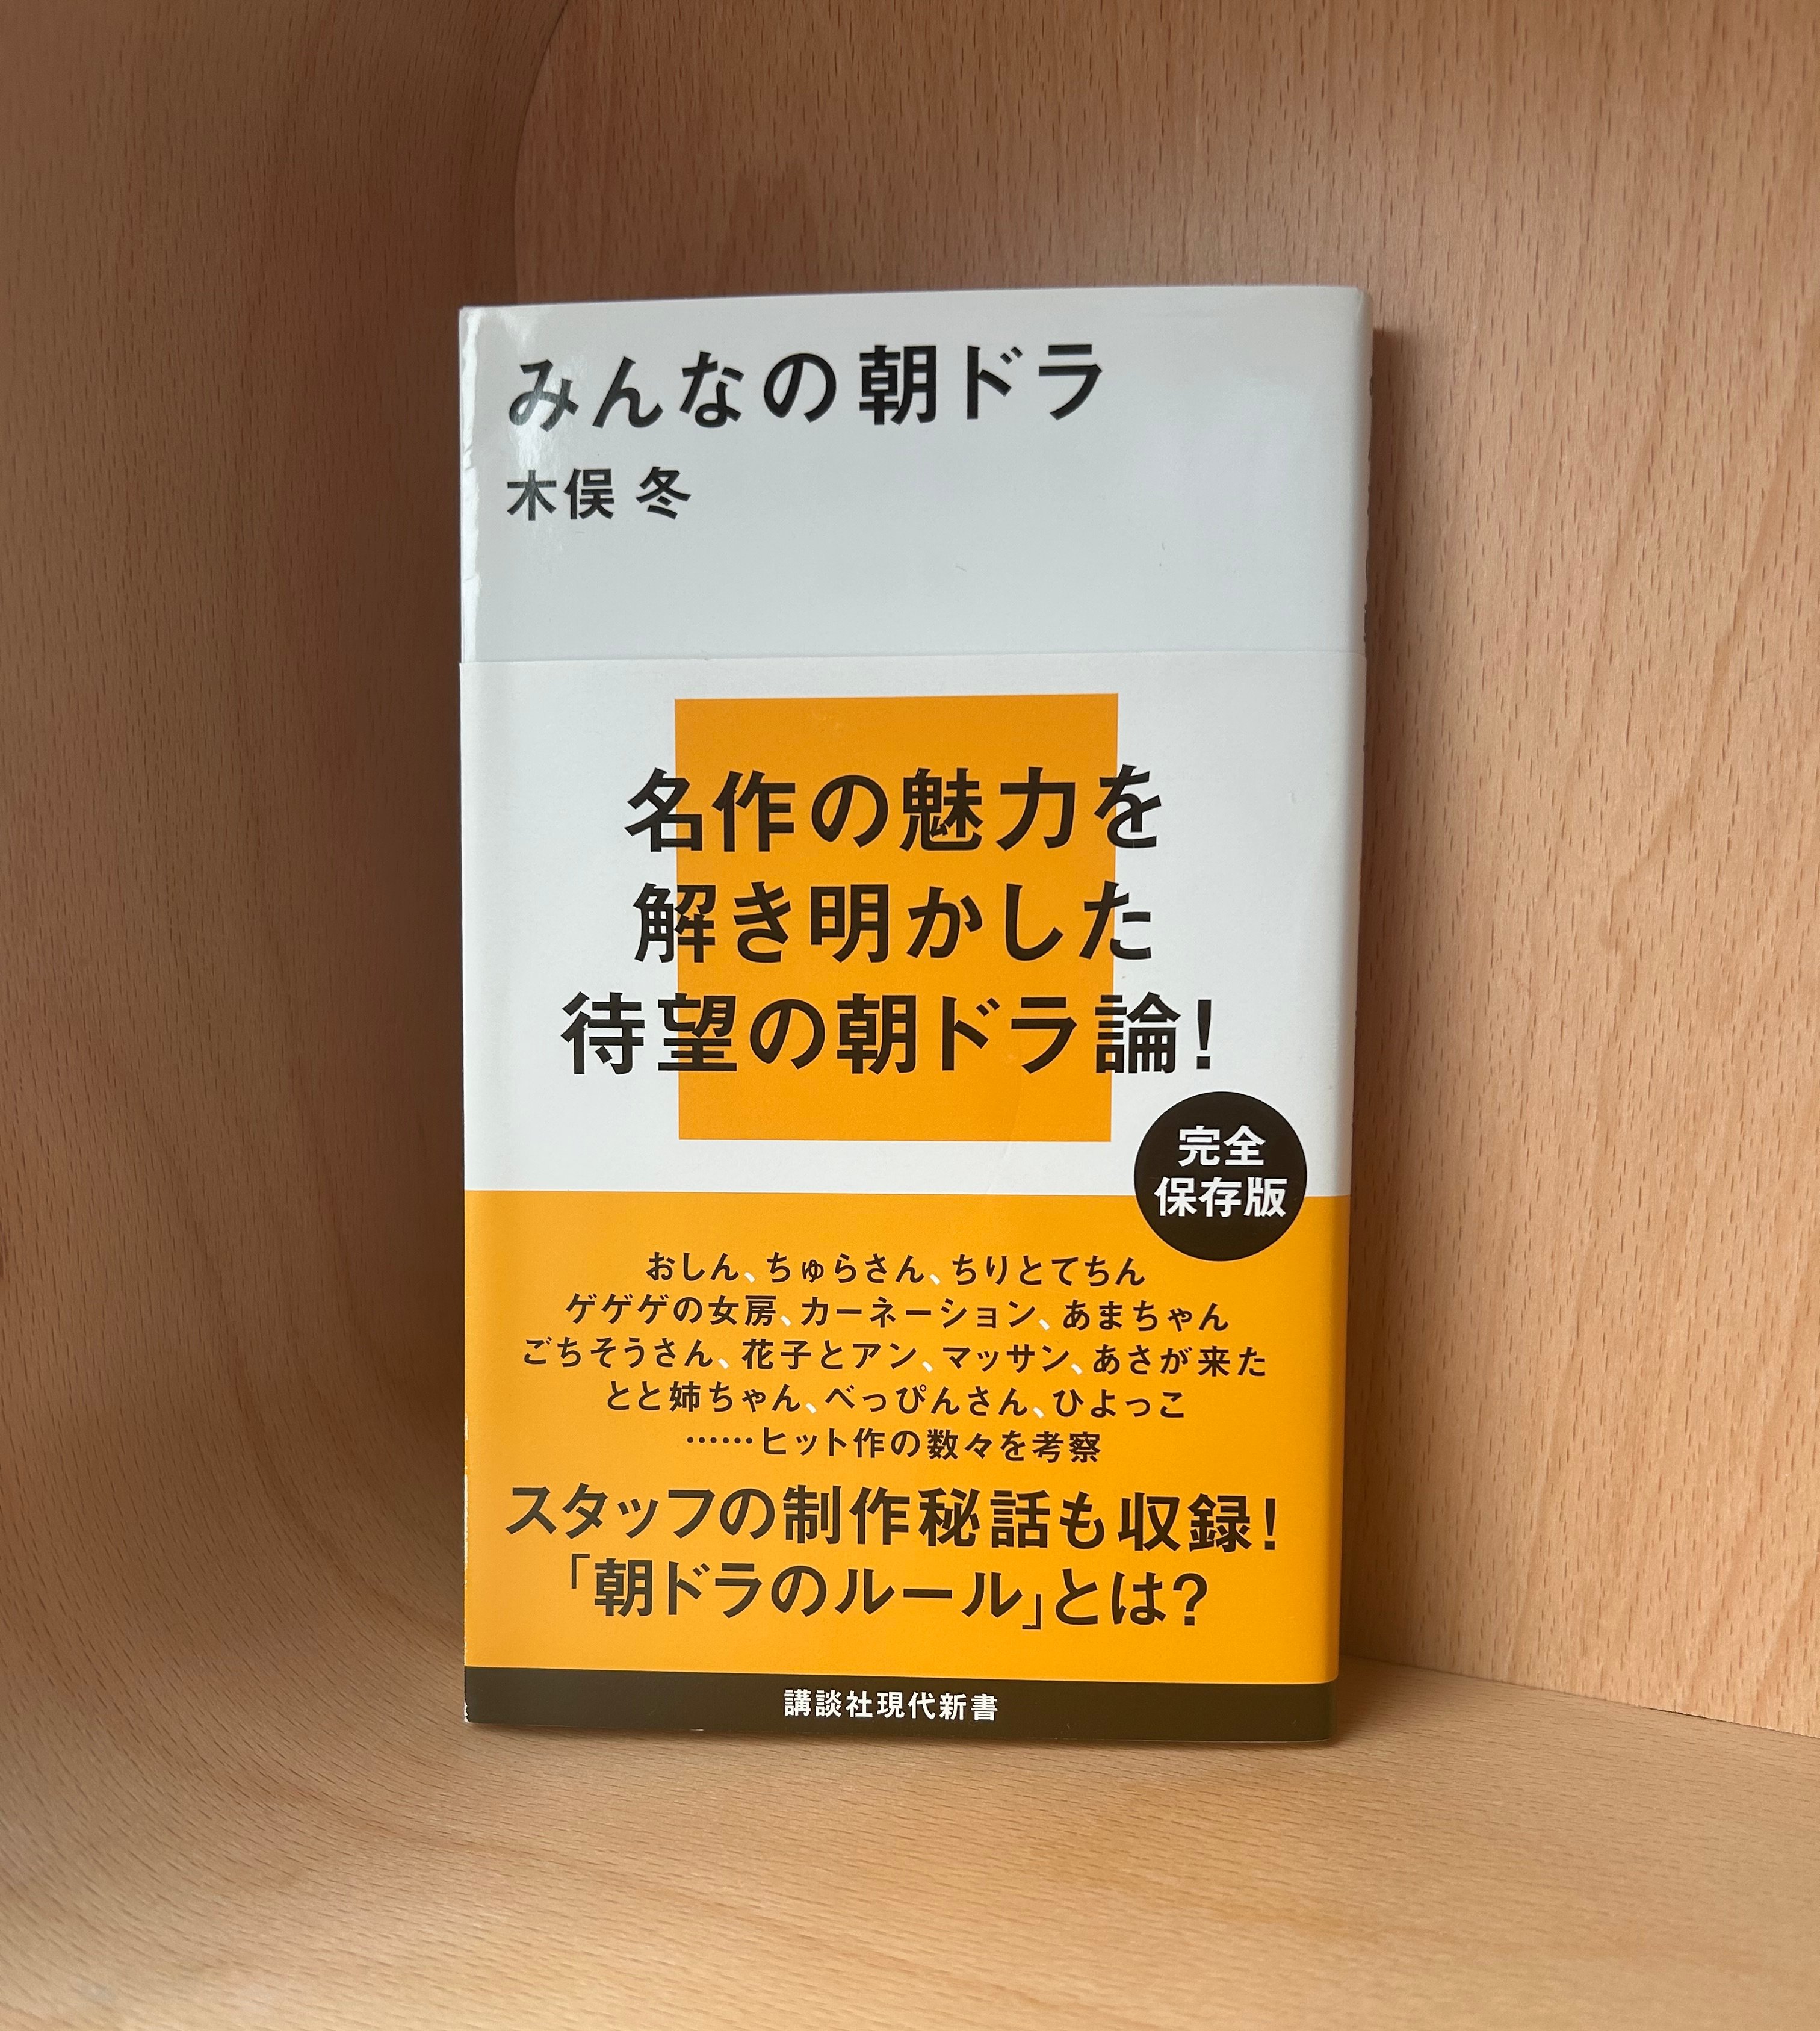 みんなの朝ドラ
木俣 冬
名作の魅力を
解き明かした
待望の朝ドラ論!
完全
保存版
おしん、ちゅらさん、ちりとてちん
ゲゲゲの女房、カーネーション、あまちゃん
ごちそうさん、花子とアン、マッサン、あさが来た
とと姉ちゃん、べっぴんさん、ひよっこ
……ヒット作の数々を考察
スタッフの制作秘話も収録!
「朝ドラのルール」とは?
講談社現代新書